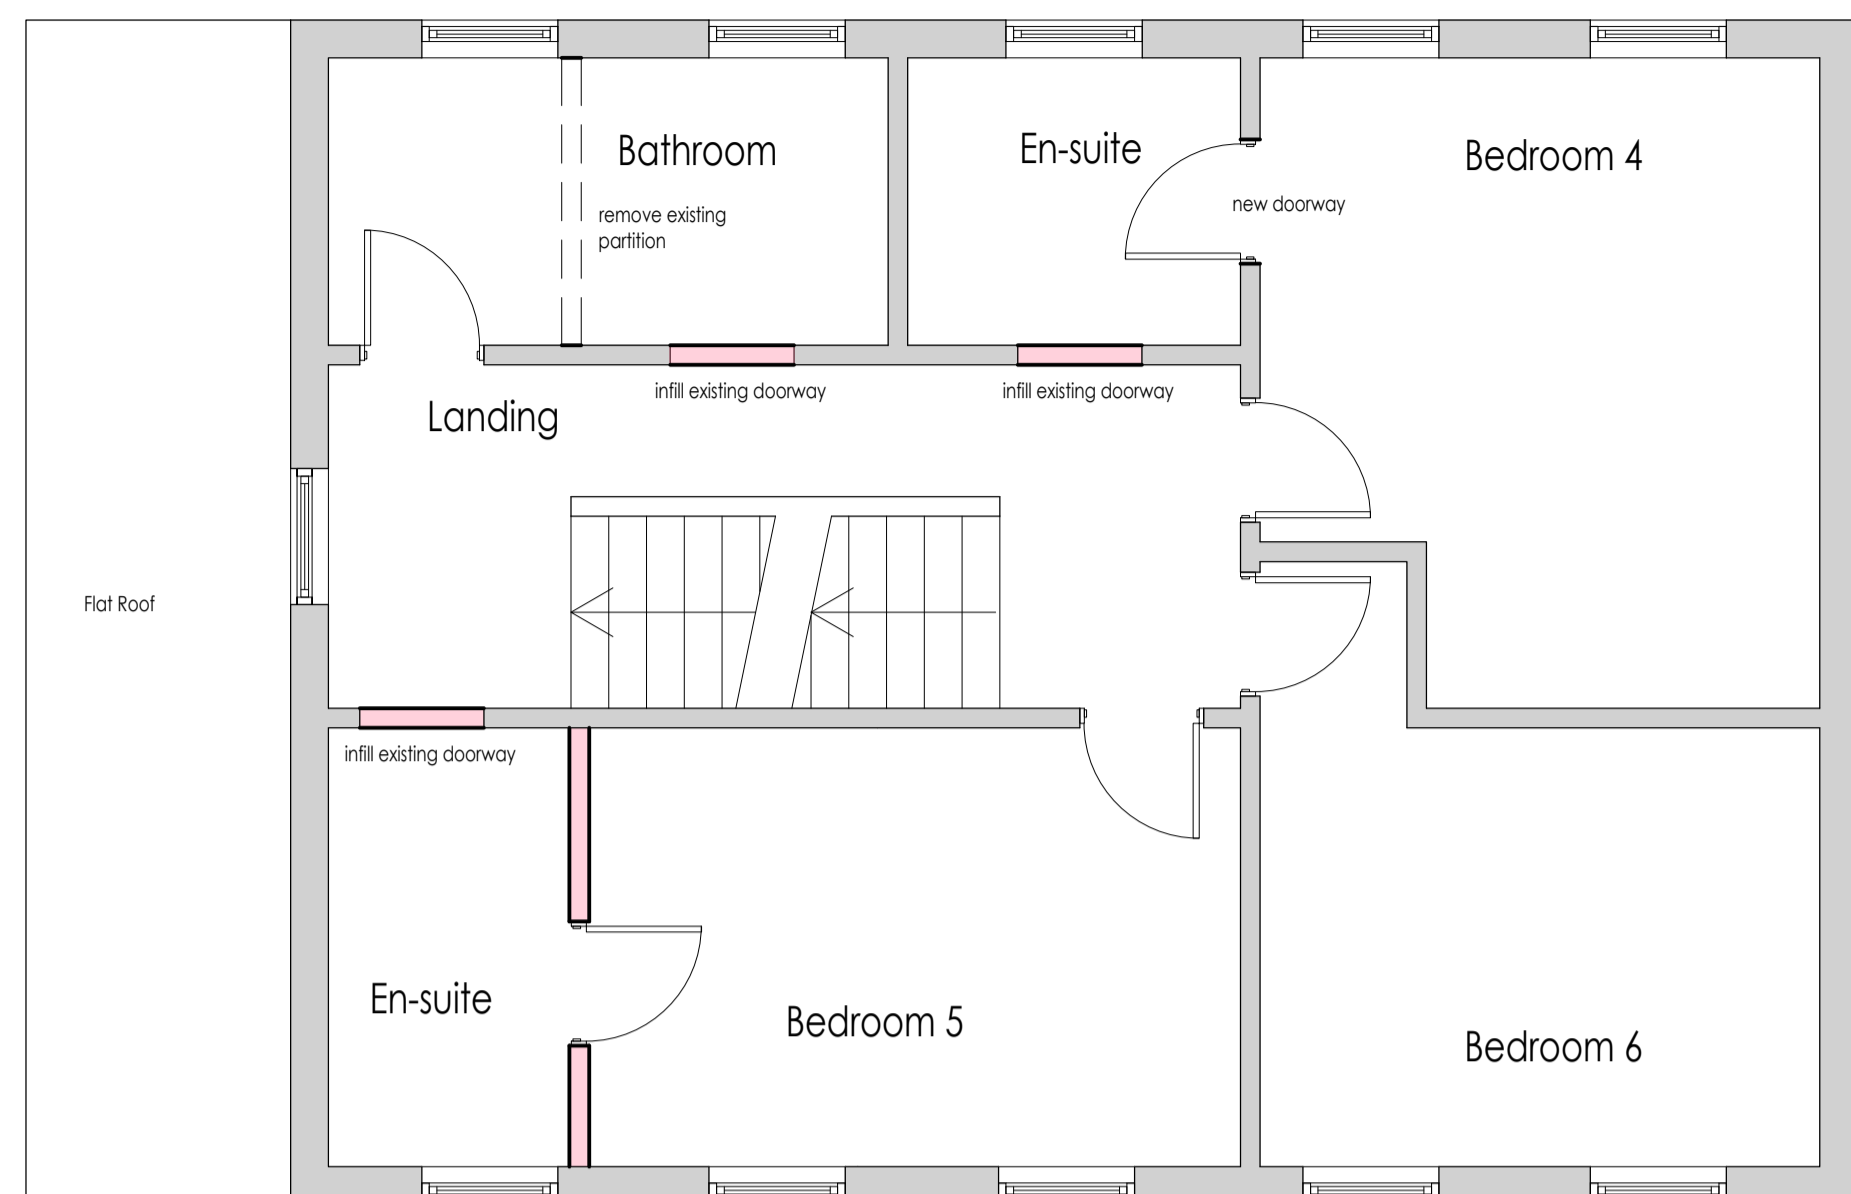 Bathroom
En-suite
Bedroom 4
remove existing
partition
new doorway
infill existing doorway
infill existing doorway
Landing
Flat Roof
infill existing doorway
En-suite
Bedroom 5
Bedroom 6